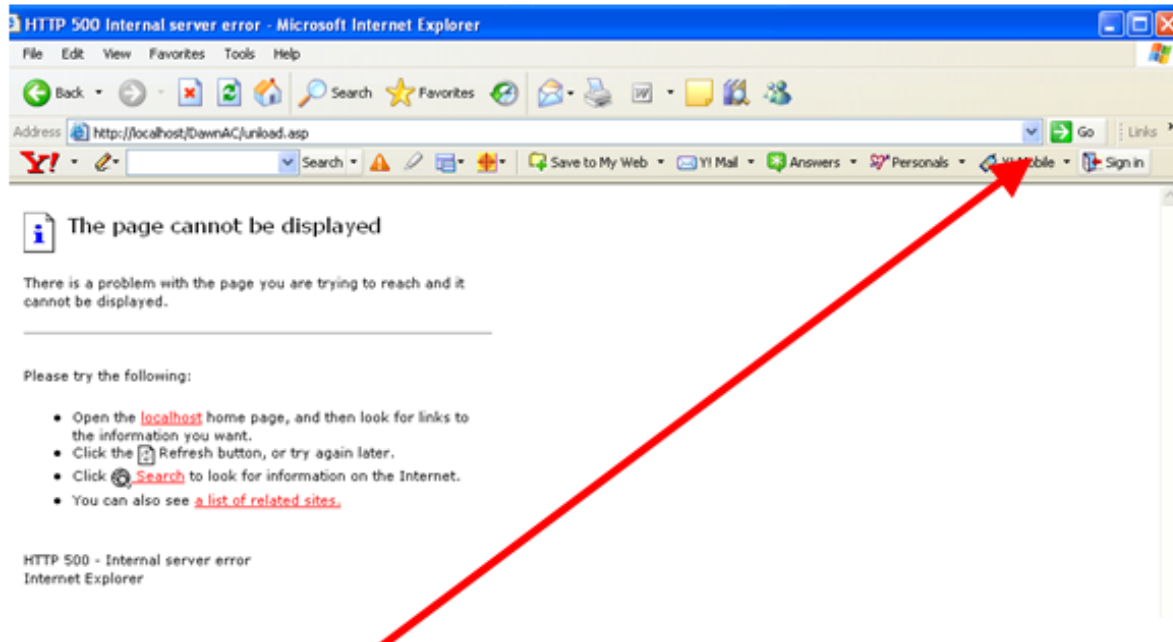 HTTP 500 Internal server error - Microsoft Internet Explorer
File Edit View Favorites Tools Help
Back Search Favorites
Address http://localhost/DawnAC/unload.asp Go Links
Y! Search Save to My Web Y! Mail Answers Personals Sign in
The page cannot be displayed
There is a problem with the page you are trying to reach and it
cannot be displayed.
Please try the following:
Open the localhost home page, and then look for links to
the information you want.
Click the Refresh button, or try again later.
Click Search to look for information on the Internet.
You can also see a list of related sites.
HTTP 500 - Internal server error
Internet Explorer